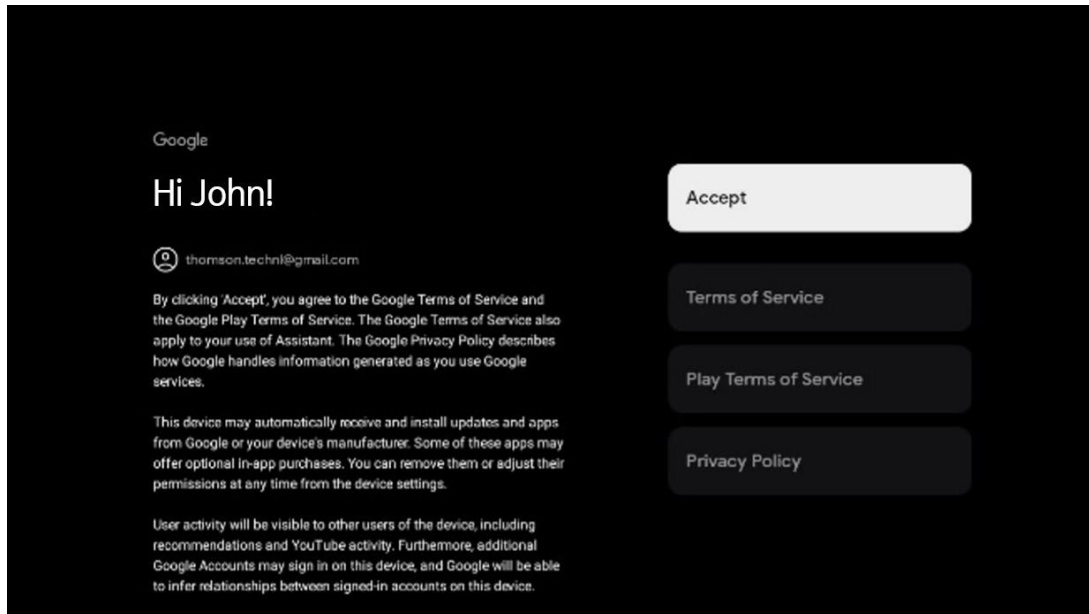 Google
Hi John!
thomson.technl@gmail.com
By clicking 'Accept', you agree to the Google Terms of Service and
the Google Play Terms of Service. The Google Terms of Service also
apply to your use of Assistant. The Google Privacy Policy describes
how Google handles information generated as you use Google
services.
This device may automatically receive and install updates and apps
from Google or your device's manufacturer. Some of these apps may
offer optional in-app purchases. You can remove them or adjust their
permissions at any time from the device settings.
User activity will be visible to other users of the device, including
recommendations and YouTube activity. Furthermore, additional
Google Accounts may sign in on this device, and Google will be able
to infer relationships between signed-in accounts on this device.
Accept
Terms of Service
Play Terms of Service
Privacy Policy